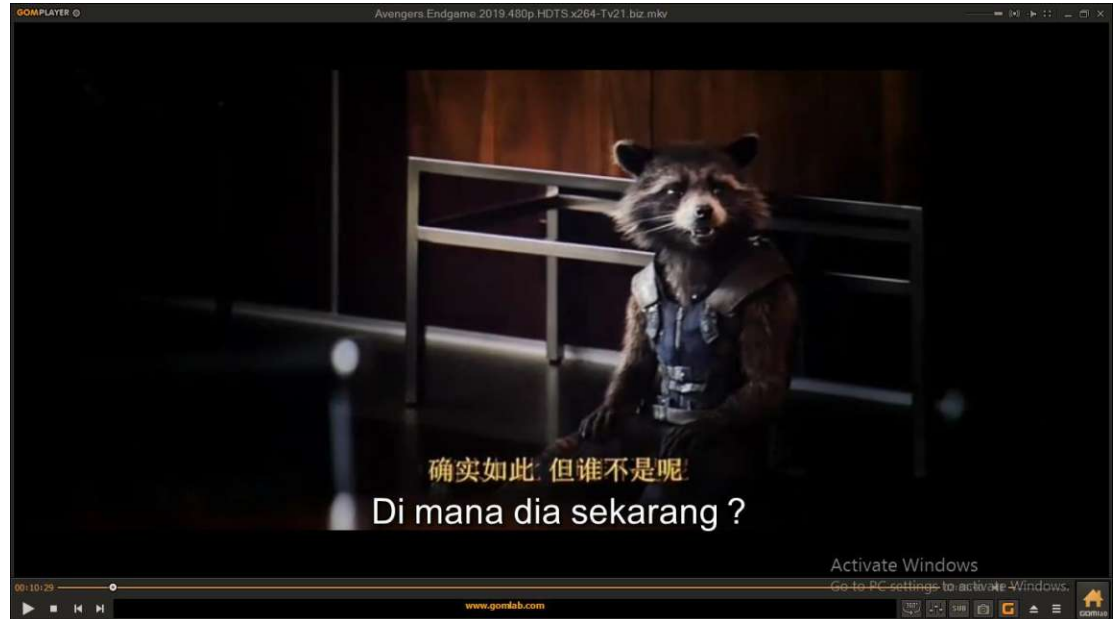 GOMPLAYER
Avengers.Endgame.2019.480p.HDTS.x264-Tv21.biz.mkv
确实如此 但谁不是呢
Di mana dia sekarang ?
Activate Windows
Go to PC settings to activate Windows.
00:10:29
www.gomlab.com
SUB
G